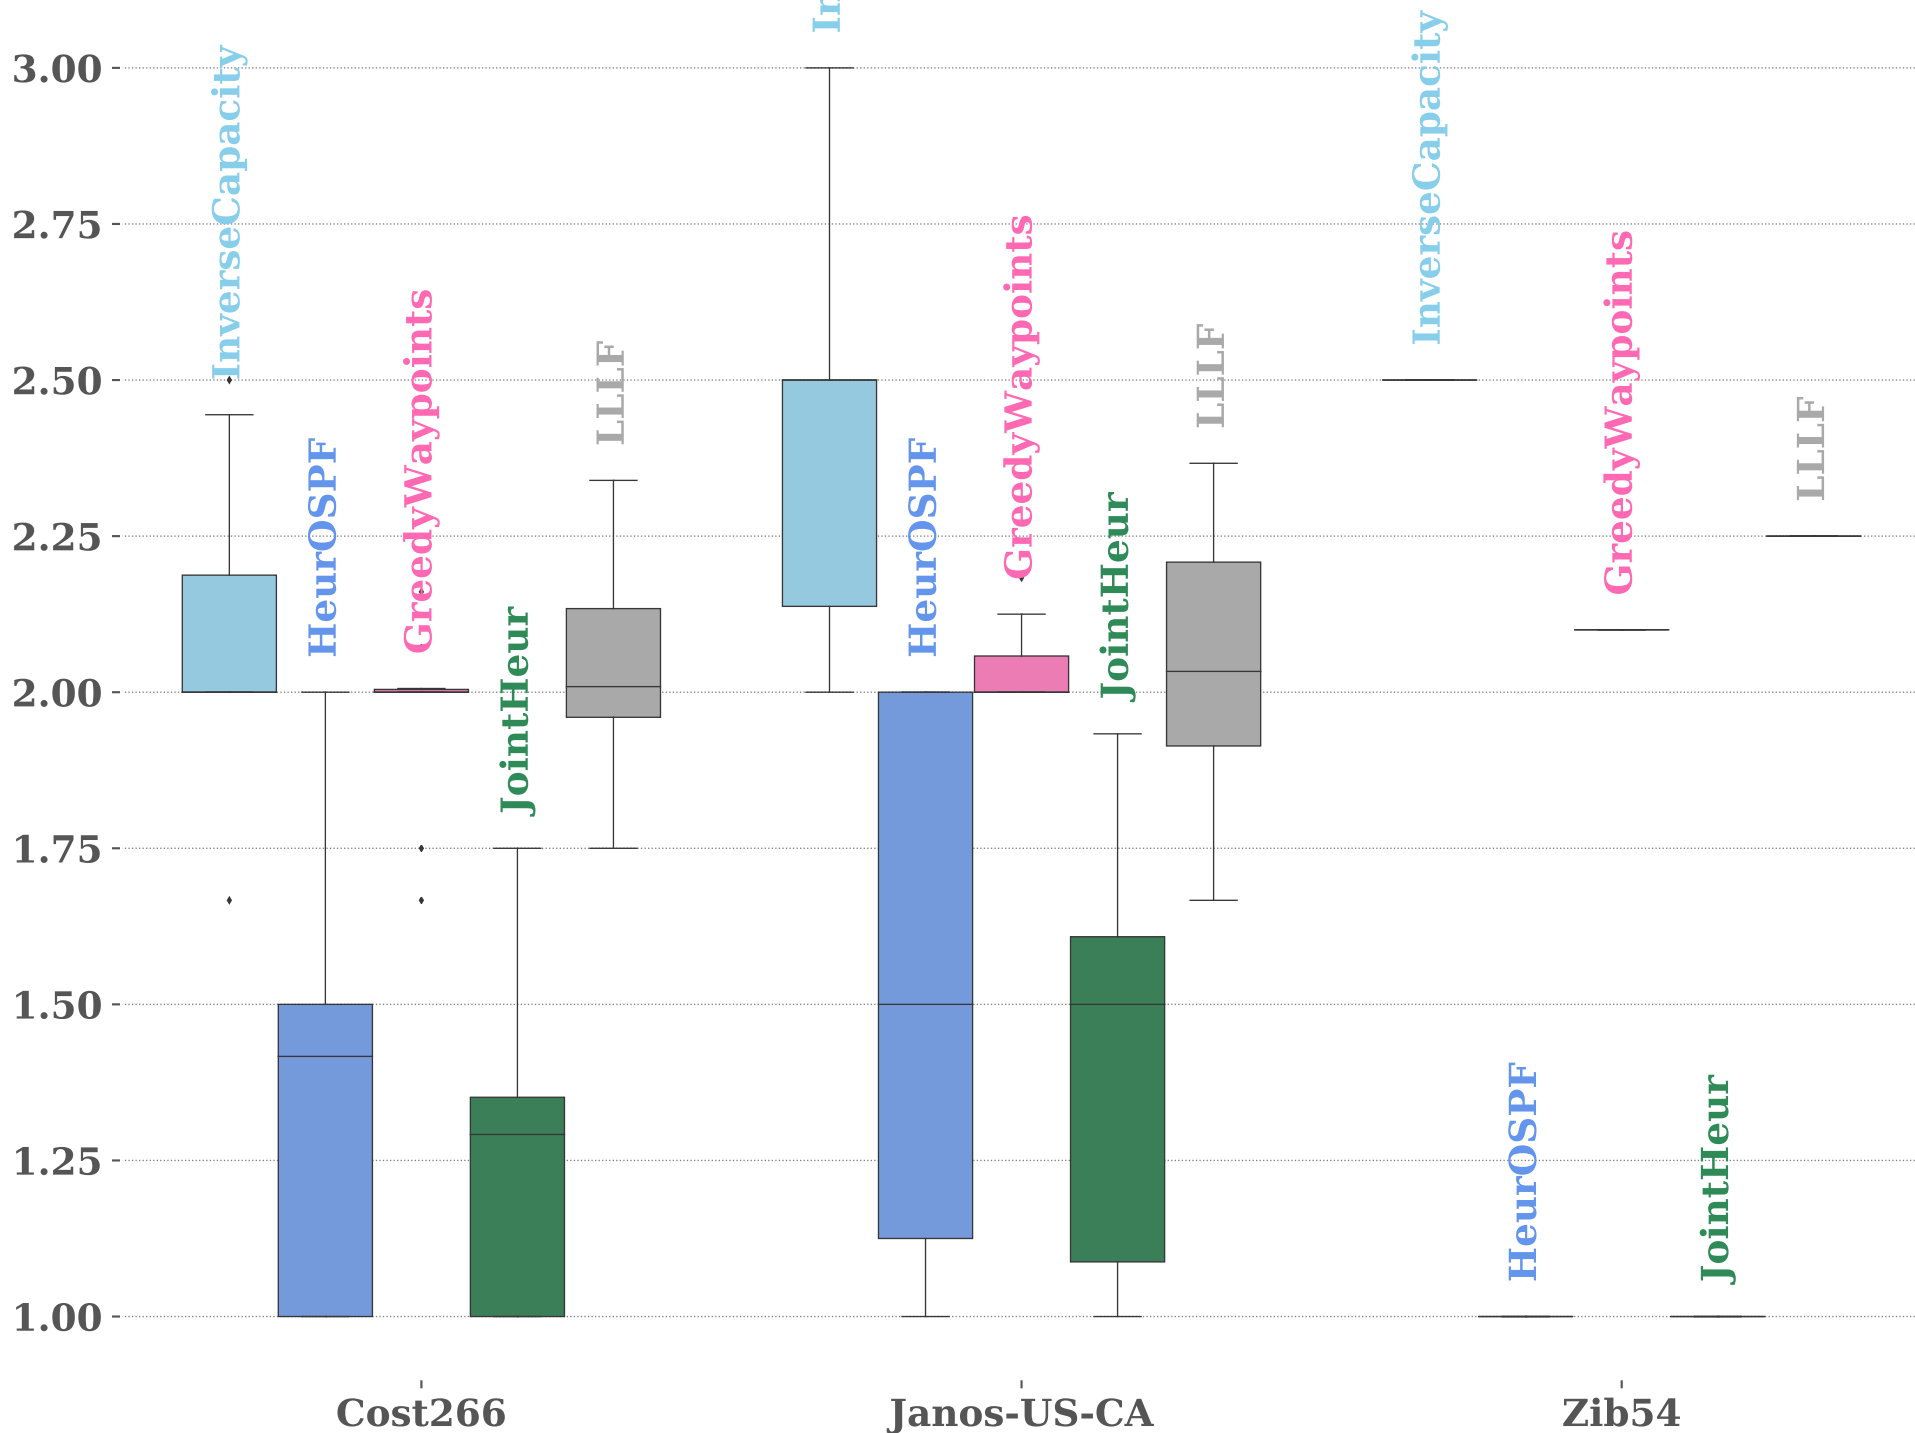 3.00
2.75
2.50
2.25
2.00
1.75
1.50
1.25
1.00
InverseCapacity
HeurOSPF
GreedyWaypoints
JointHeur
LLLF
In
HeurOSPF
GreedyWaypoints
JointHeur
LLLF
InverseCapacity
HeurOSPF
GreedyWaypoints
JointHeur
LLLF
Cost266
Janos-US-CA
Zib54